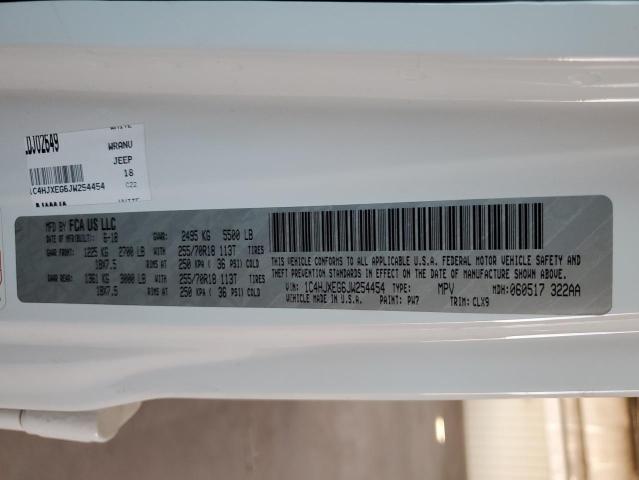 WHITE
DJ02649
WRANU
JEEP
18
1C4HJXEG6JW254454
C22
WHITE
MFD BY FCA US LLC
DATE OF MFR(BUILT): 6-18
GVWR: 2495 KG 5500 LB
GAWR FRONT: 1225 KG 2700 LB WITH 255/70R18 113T TIRES
18X7.5 RIMS AT 250 KPA ( 36 PSI) COLD
GAWR REAR: 1361 KG 3000 LB WITH 255/70R18 113T TIRES
18X7.5 RIMS AT 250 KPA ( 36 PSI) COLD
THIS VEHICLE CONFORMS TO ALL APPLICABLE U.S.A. FEDERAL MOTOR VEHICLE SAFETY AND
THEFT PREVENTION STANDARDS IN EFFECT ON THE DATE OF MANUFACTURE SHOWN ABOVE.
VIN: 1C4HJXEG6JW254454 TYPE: MPV MDH: 060517 322AA
VEHICLE MADE IN U.S.A. PAINT: PW7 TRIM: CLX9